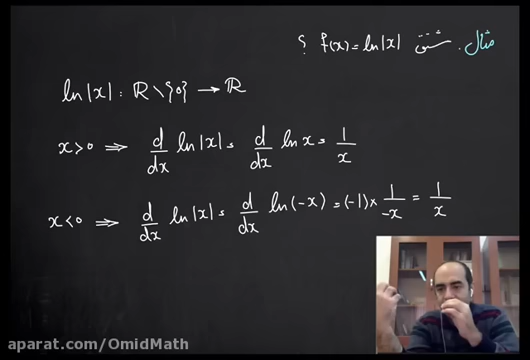 مثال. مشتق f(x) = ln|x| ؟
ln|x| : ℝ \ {0} → ℝ
x>0 ⇒ d/dx ln|x| = d/dx ln x = 1/x
x<0 ⇒ d/dx ln|x| = d/dx ln(-x) = (-1) × 1/-x = 1/x
aparat.com/OmidMath